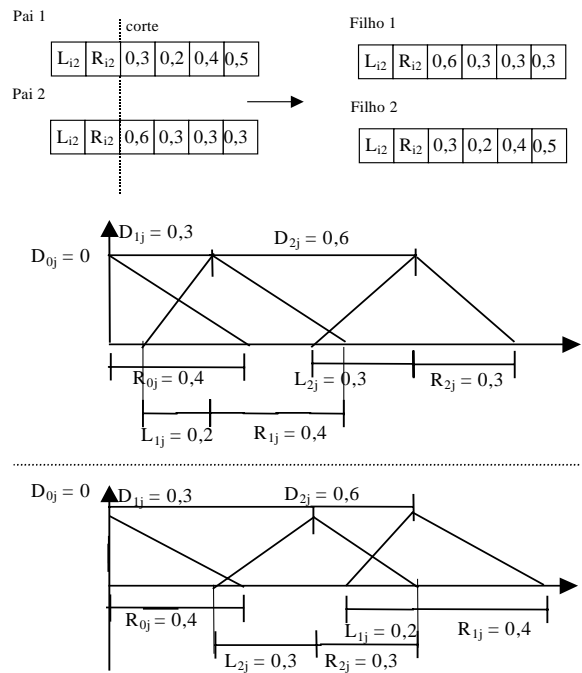 Pai 1
corte
Filho 1
L_i2 R_i2 0,3 0,2 0,4 0,5
L_i2 R_i2 0,6 0,3 0,3 0,3
Pai 2
Filho 2
L_i2 R_i2 0,6 0,3 0,3 0,3
L_i2 R_i2 0,3 0,2 0,4 0,5
D_1j = 0,3
D_2j = 0,6
D_0j = 0
R_0j = 0,4
L_2j = 0,3
R_2j = 0,3
L_1j = 0,2
R_1j = 0,4
D_0j = 0
D_1j = 0,3
D_2j = 0,6
R_0j = 0,4
L_1j = 0,2
R_1j = 0,4
L_2j = 0,3
R_2j = 0,3